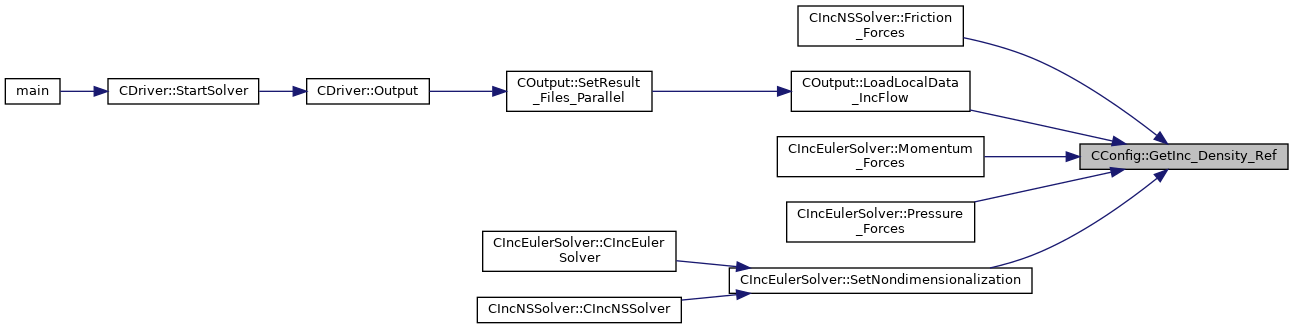 CIncNSSolver::Friction
_Forces
main
CDriver::StartSolver
CDriver::Output
COutput::SetResult
_Files_Parallel
COutput::LoadLocalData
_IncFlow
CIncEulerSolver::Momentum
_Forces
CConfig::GetInc_Density_Ref
CIncEulerSolver::Pressure
_Forces
CIncEulerSolver::CIncEuler
Solver
CIncEulerSolver::SetNondimensionalization
CIncNSSolver::CIncNSSolver